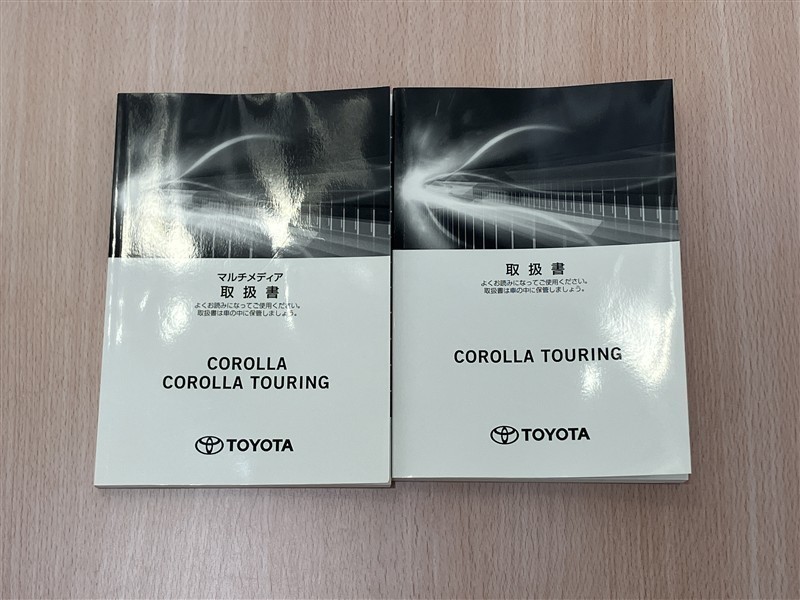 マルチメディア
取扱書
よくお読みになってご使用ください。
取扱書は車の中に保管しましょう。
COROLLA
COROLLA TOURING
TOYOTA
取扱書
よくお読みになってご使用ください。
取扱書は車の中に保管しましょう。
COROLLA TOURING
TOYOTA